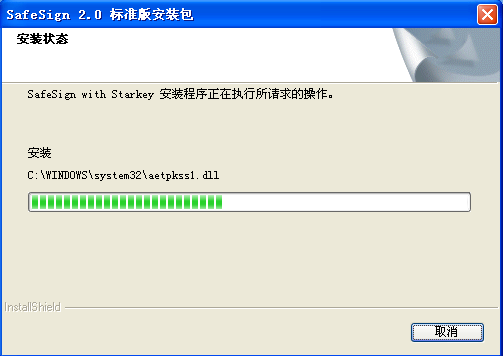 SafeSign 2.0 标准版安装包
安装状态
SafeSign with Starkey 安装程序正在执行所请求的操作。
安装
C:\WINDOWS\system32\aetpkss1.dll
InstallShield
取消